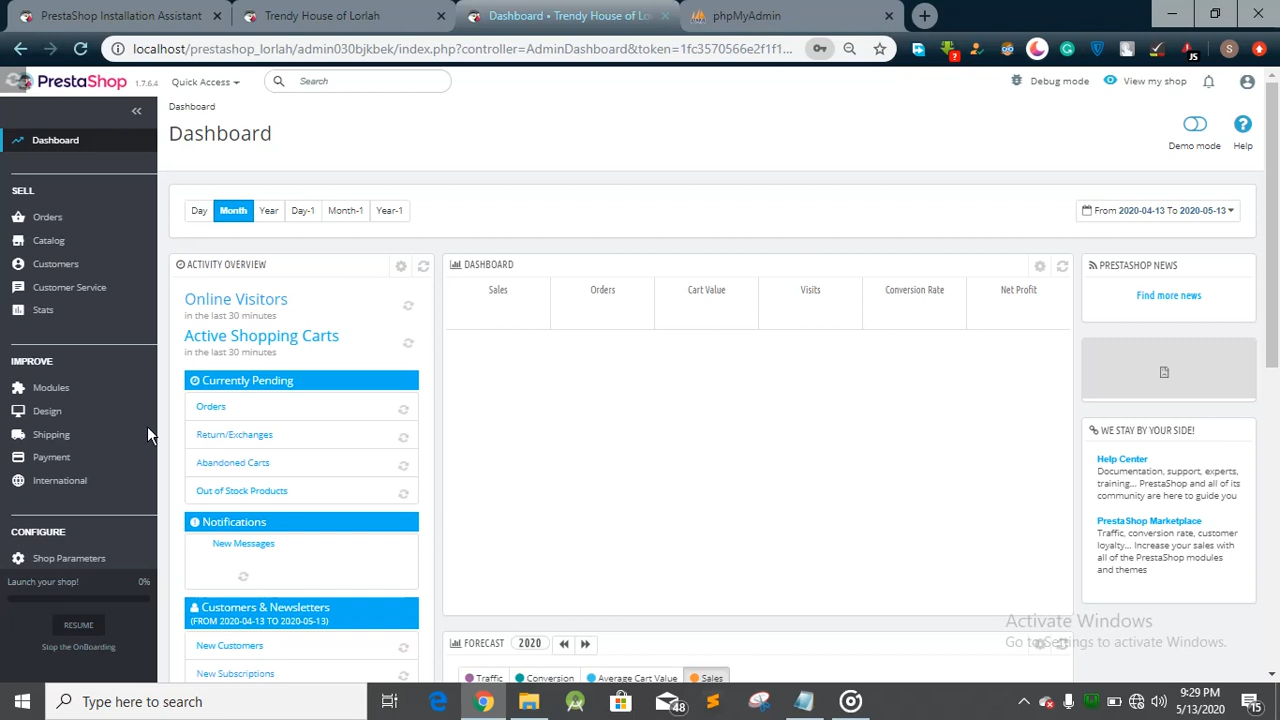 PrestaShop Installation Assistant
Trendy House of Lorlah
Dashboard • Trendy House of Lo
phpMyAdmin
localhost/prestashop_lorlah/admin030bjkbek/index.php?controller=AdminDashboard&token=1fc3570566e2f1f1...
PrestaShop 1.7.6.4
Quick Access
Search
Debug mode
View my shop
Dashboard
Dashboard
Demo mode
Help
Dashboard
SELL
Orders
Catalog
Customers
Customer Service
Stats
IMPROVE
Modules
Design
Shipping
Payment
International
CONFIGURE
Shop Parameters
Launch your shop! 0%
RESUME
Stop the OnBoarding
Day
Month
Year
Day-1
Month-1
Year-1
From 2020-04-13 To 2020-05-13
ACTIVITY OVERVIEW
Online Visitors
in the last 30 minutes
Active Shopping Carts
in the last 30 minutes
Currently Pending
Orders
Return/Exchanges
Abandoned Carts
Out of Stock Products
Notifications
New Messages
Customers & Newsletters
(FROM 2020-04-13 TO 2020-05-13)
New Customers
New Subscriptions
DASHBOARD
Sales
Orders
Cart Value
Visits
Conversion Rate
Net Profit
FORECAST 2020
Traffic
Conversion
Average Cart Value
Sales
PRESTASHOP NEWS
Find more news
WE STAY BY YOUR SIDE!
Help Center
Documentation, support, experts,
training... PrestaShop and all of its
community are here to guide you
PrestaShop Marketplace
Traffic, conversion rate, customer
loyalty... Increase your sales with
all of the PrestaShop modules
and themes
Activate Windows
Go to Settings to activate Windows.
Type here to search
48
9:29 PM
5/13/2020
15